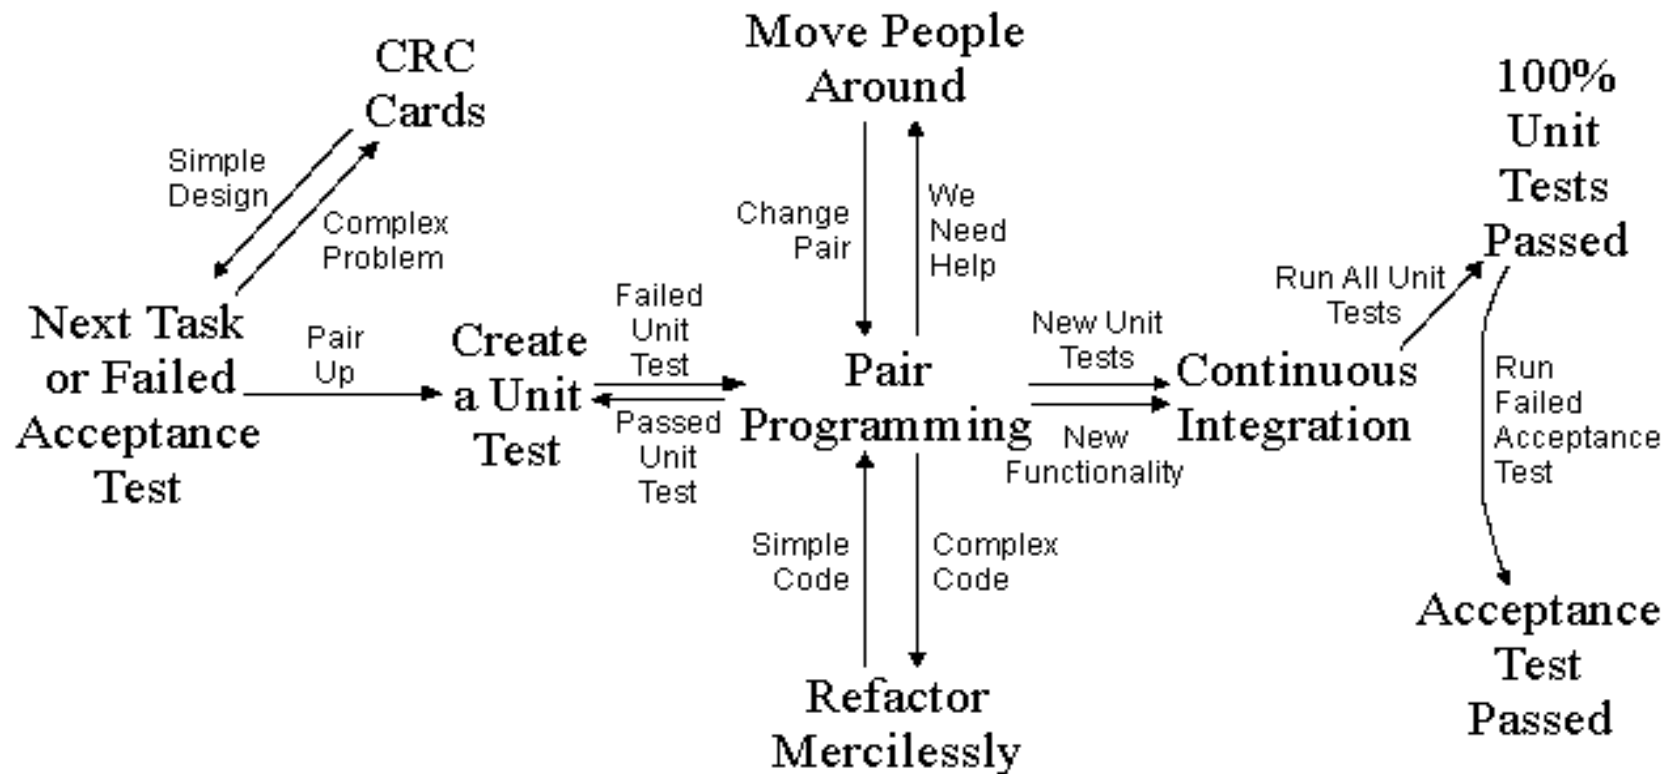 CRC
Cards
Simple
Design
Complex
Problem
Next Task
or Failed
Acceptance
Test
Pair
Up
Create
a Unit
Test
Failed
Unit
Test
Passed
Unit
Test
Move People
Around
Change
Pair
We
Need
Help
Pair
Programming
Simple
Code
Complex
Code
Refactor
Mercilessly
New Unit
Tests
New
Functionality
Continuous
Integration
Run All Unit
Tests
100%
Unit
Tests
Passed
Run
Failed
Acceptance
Test
Acceptance
Test
Passed